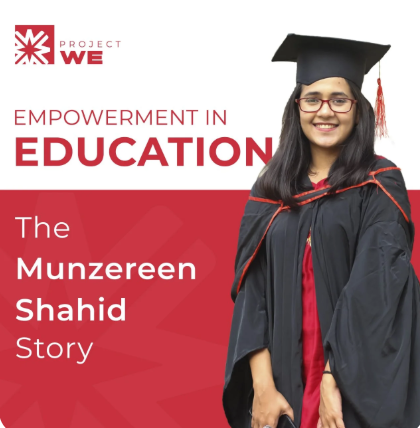 PROJECT
WE
EMPOWERMENT IN
EDUCATION
The
Munzereen
Shahid
Story